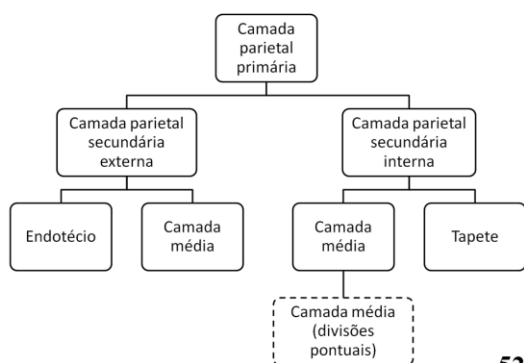 Camada
parietal
primária
Camada parietal
secundária
externa
Camada parietal
secundária
interna
Endotécio
Camada
média
Camada
média
Tapete
Camada média
(divisões
pontuais)